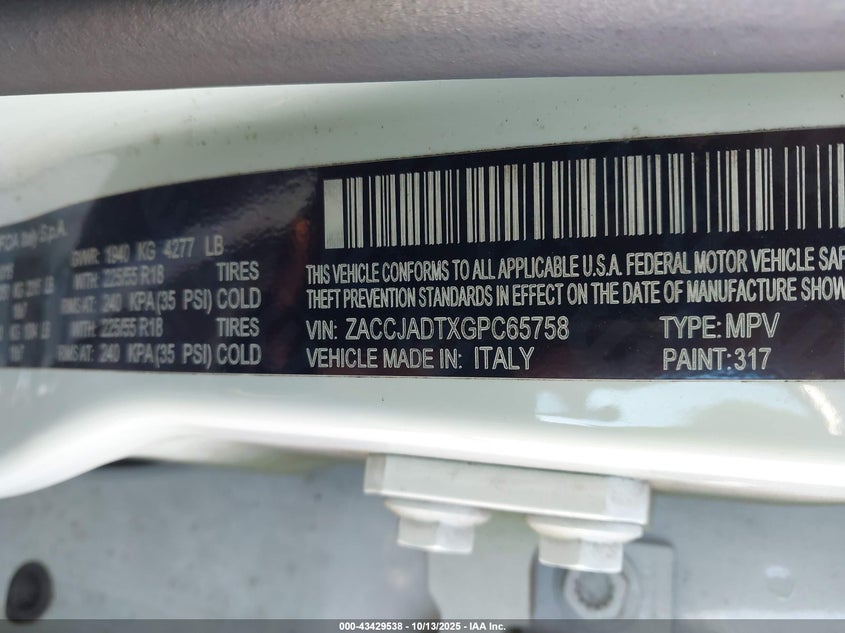 FCA Italy S.p.A.
GVWR: 1940 KG 4277 LB
WITH: 225/55 R18 TIRES
RIMS AT: 240 KPA(35 PSI) COLD
WITH: 225/55 R18 TIRES
RIMS AT: 240 KPA(35 PSI) COLD
THIS VEHICLE CONFORMS TO ALL APPLICABLE U.S.A. FEDERAL MOTOR VEHICLE SAF
THEFT PREVENTION STANDARDS IN EFFECT ON THE DATE OF MANUFACTURE SHOW
VIN: ZACCJADTXGPC65758 TYPE: MPV
VEHICLE MADE IN: ITALY PAINT: 317
000-43429538 - 10/13/2025 - IAA Inc.